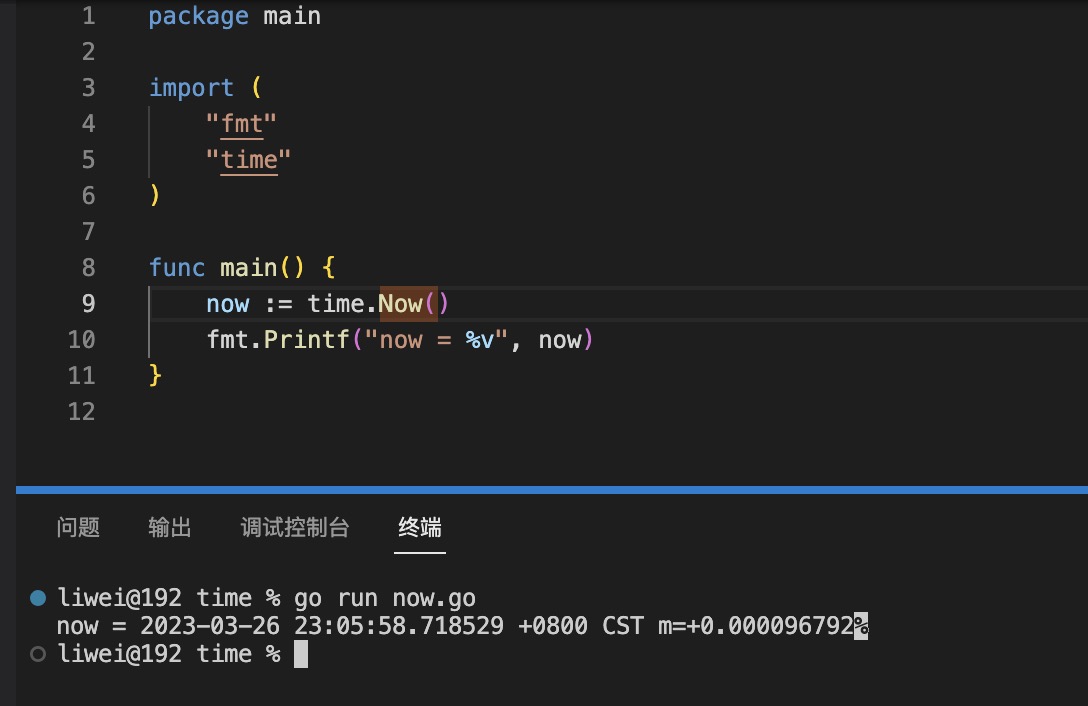 1 package main
2
3 import (
4     "fmt"
5     "time"
6 )
7
8 func main() {
9     now := time.Now()
10     fmt.Printf("now = %v", now)
11 }
12
问题 输出 调试控制台 终端
liwei@192 time % go run now.go
now = 2023-03-26 23:05:58.718529 +0800 CST m=+0.000096792%
liwei@192 time %